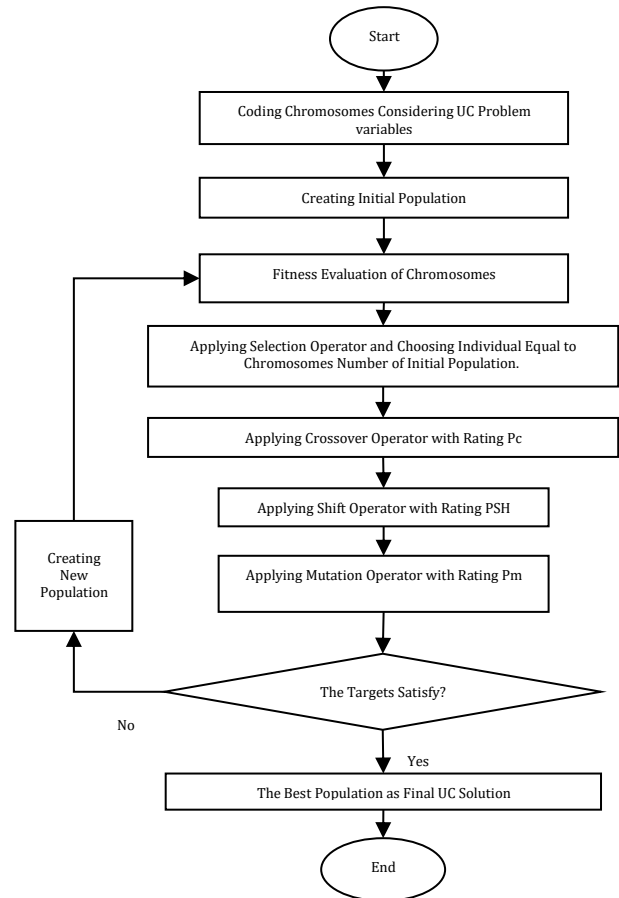 Start
Coding Chromosomes Considering UC Problem
variables
Creating Initial Population
Fitness Evaluation of Chromosomes
Applying Selection Operator and Choosing Individual Equal to
Chromosomes Number of Initial Population.
Applying Crossover Operator with Rating Pc
Applying Shift Operator with Rating PSH
Creating
New
Population
Applying Mutation Operator with Rating Pm
The Targets Satisfy?
No
Yes
The Best Population as Final UC Solution
End